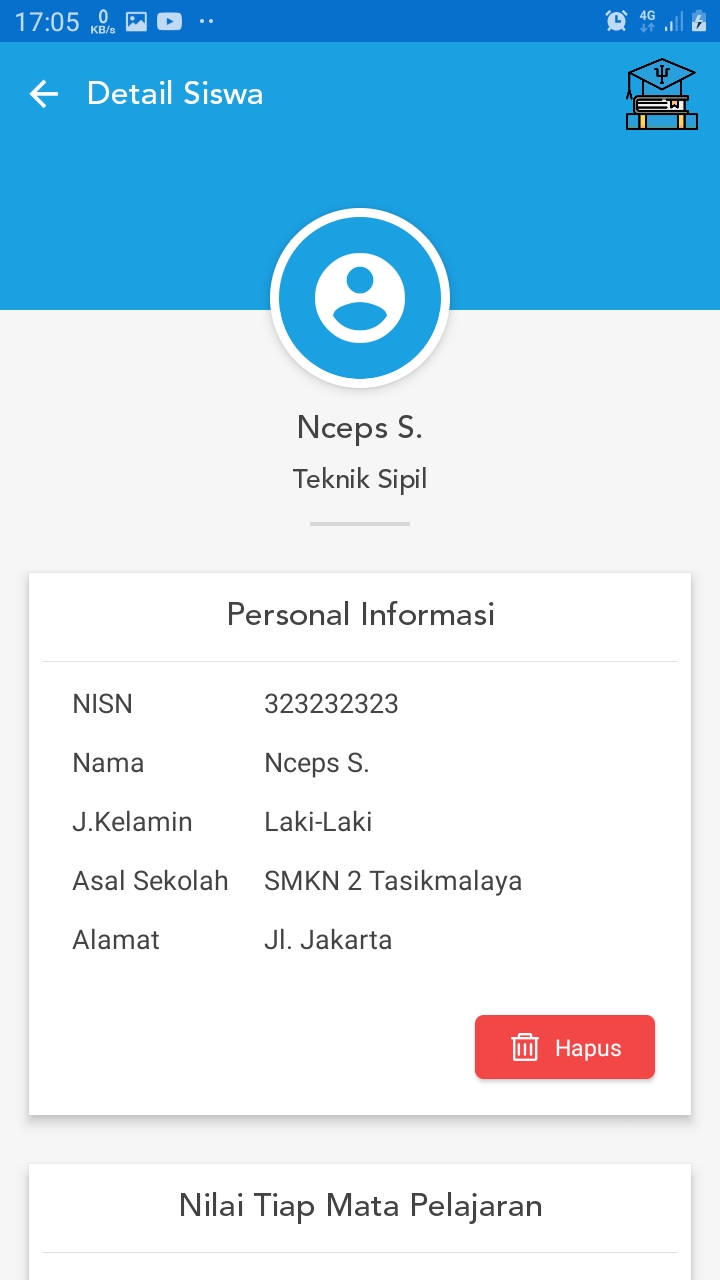 17:05 0 KB/s 4G
Detail Siswa
Nceps S.
Teknik Sipil
Personal Informasi
NISN 323232323
Nama Nceps S.
J.Kelamin Laki-Laki
Asal Sekolah SMKN 2 Tasikmalaya
Alamat Jl. Jakarta
Hapus
Nilai Tiap Mata Pelajaran